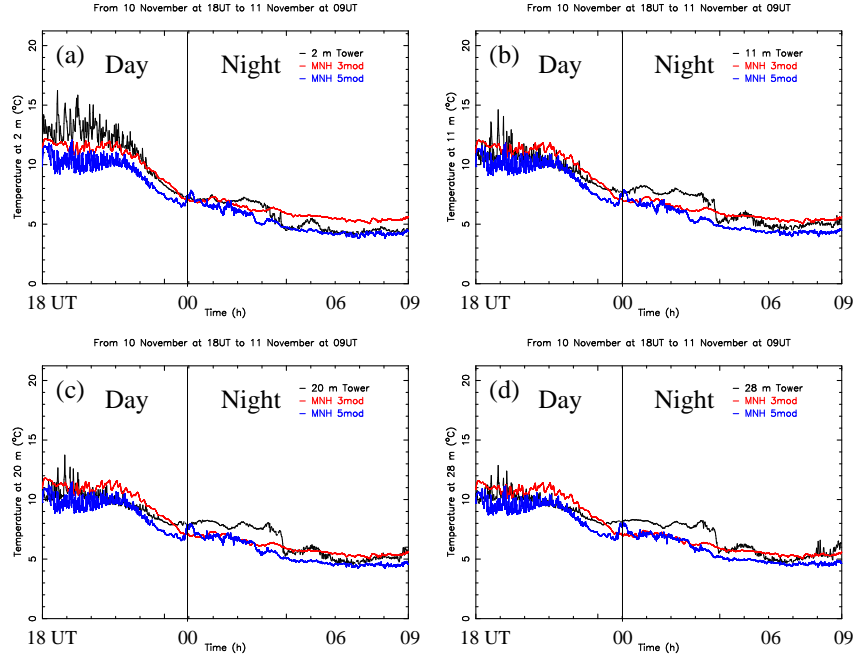 From 10 November at 18UT to 11 November at 09UT
From 10 November at 18UT to 11 November at 09UT
(a) Day Night
2 m Tower
MNH 3mod
MNH 5mod
Temperature at 2 m (°C)
20
15
10
5
0
18 UT 00 06 09
Time (h)
(b) Day Night
11 m Tower
MNH 3mod
MNH 5mod
Temperature at 11 m (°C)
20
15
10
5
0
18 UT 00 06 09
Time (h)
From 10 November at 18UT to 11 November at 09UT
From 10 November at 18UT to 11 November at 09UT
(c) Day Night
20 m Tower
MNH 3mod
MNH 5mod
Temperature at 20 m (°C)
20
15
10
5
0
18 UT 00 06 09
Time (h)
(d) Day Night
28 m Tower
MNH 3mod
MNH 5mod
Temperature at 28 m (°C)
20
15
10
5
0
18 UT 00 06 09
Time (h)